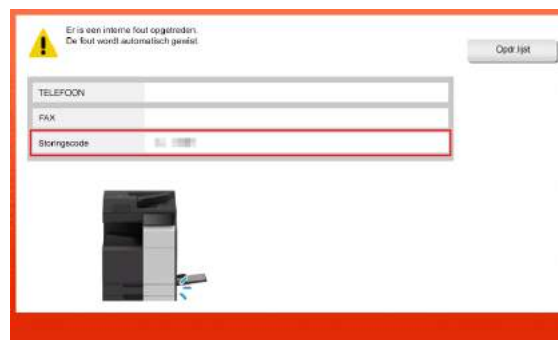 Er is een interne fout opgetreden.
De fout wordt automatisch gewist.
Opdr.lijst
TELEFOON
FAX
Storingscode